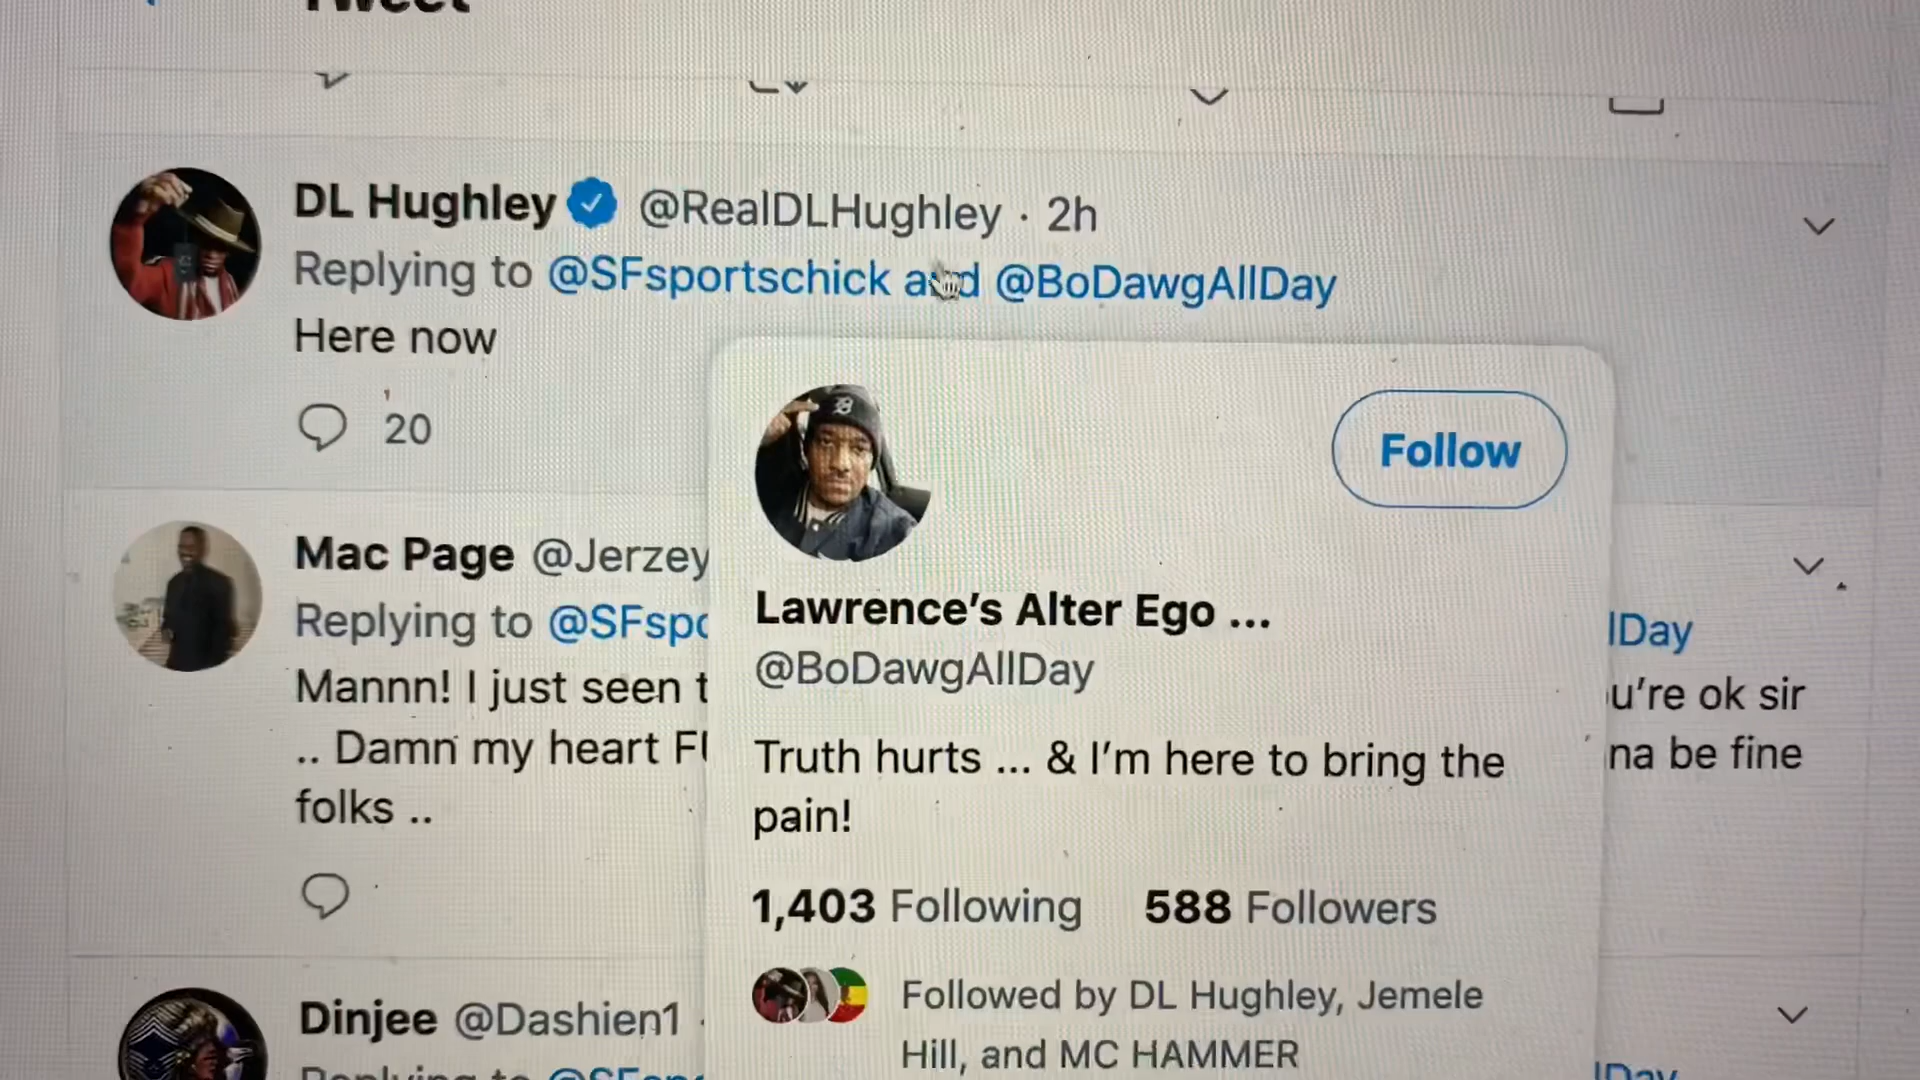 Tweet
DL Hughley @RealDLHughley · 2h
Replying to @SFsportschick and @BoDawgAllDay
Here now
20
Follow
Mac Page @Jerzey
Replying to @SFspo
lDay
Mannn! I just seen t
u're ok sir
.. Damn my heart
na be fine
folks ..
Lawrence's Alter Ego ...
@BoDawgAllDay
Truth hurts ... & I'm here to bring the
pain!
1,403 Following 588 Followers
Followed by DL Hughley, Jemele
Hill, and MC HAMMER
Dinjee @Dashien1 ·
Replying to @SFspo
lDay